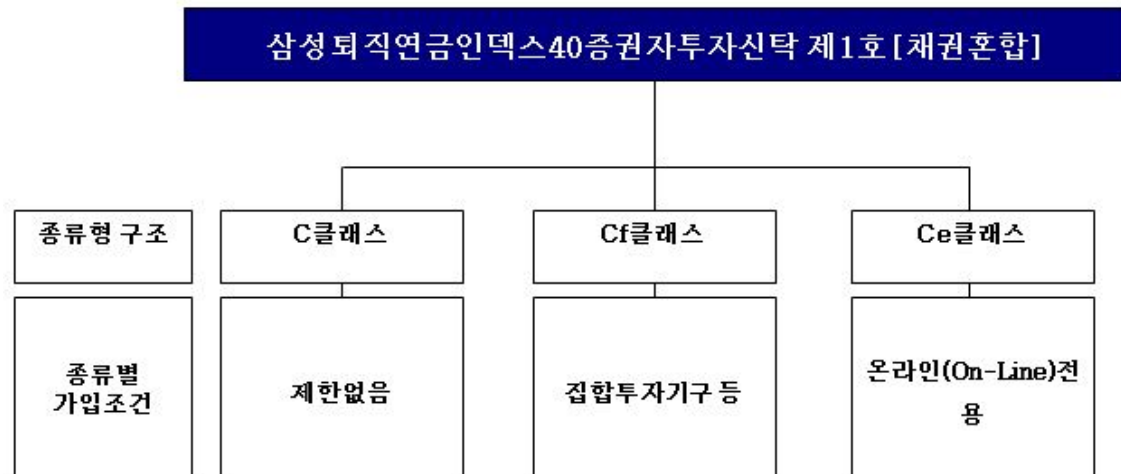 삼성퇴직연금인덱스40증권자투자신탁 제1호[채권혼합]
종류형 구조
C클래스
Cf클래스
Ce클래스
종류별
가입조건
제한없음
집합투자기구 등
온라인(On-Line)전
용